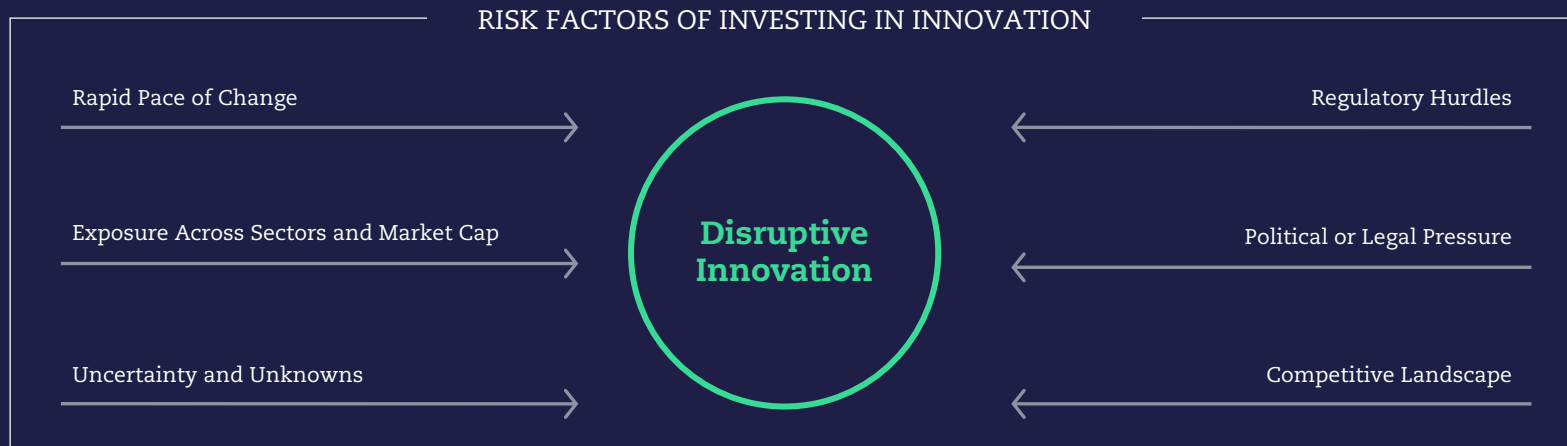 RISK FACTORS OF INVESTING IN INNOVATION
Rapid Pace of Change
Exposure Across Sectors and Market Cap
Uncertainty and Unknowns
Disruptive
Innovation
Regulatory Hurdles
Political or Legal Pressure
Competitive Landscape